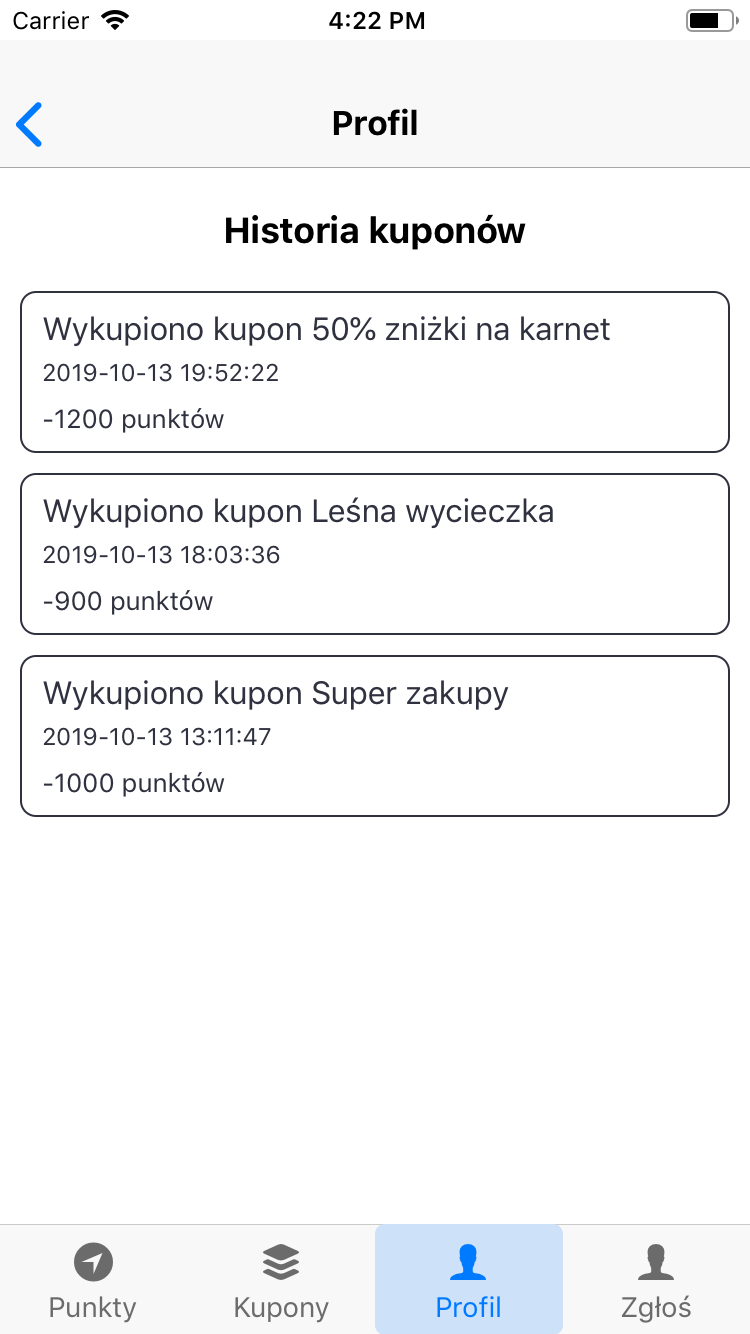 Carrier 4:22 PM
Profil
Historia kuponów
Wykupiono kupon 50% zniżki na karnet
2019-10-13 19:52:22
-1200 punktów
Wykupiono kupon Leśna wycieczka
2019-10-13 18:03:36
-900 punktów
Wykupiono kupon Super zakupy
2019-10-13 13:11:47
-1000 punktów
Punkty Kupony Profil Zgłoś